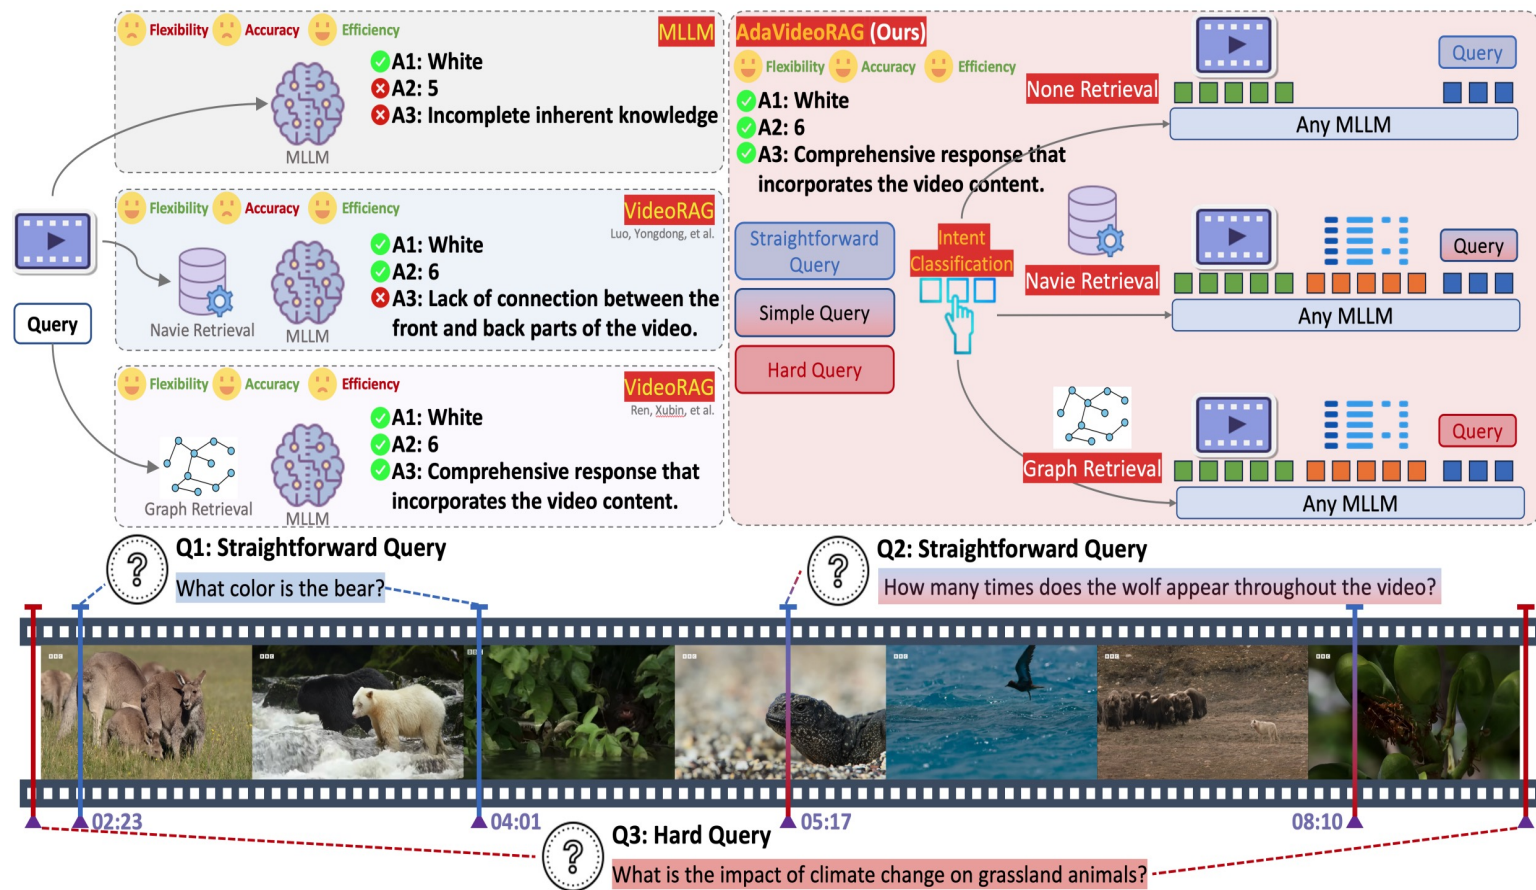 Flexibility Accuracy Efficiency
MLLM
A1: White
A2: 5
A3: Incomplete inherent knowledge
MLLM
Flexibility Accuracy Efficiency
VideoRAG
Luo, Yongdong, et al.
A1: White
A2: 6
A3: Lack of connection between the
front and back parts of the video.
Navie Retrieval
MLLM
Query
Flexibility Accuracy Efficiency
VideoRAG
Ren, Xubin, et al.
A1: White
A2: 6
A3: Comprehensive response that
incorporates the video content.
Graph Retrieval
MLLM
AdaVideoRAG (Ours)
Flexibility Accuracy Efficiency
A1: White
A2: 6
A3: Comprehensive response that
incorporates the video content.
Straightforward
Query
Simple Query
Hard Query
Intent
Classification
None Retrieval
Query
Any MLLM
Navie Retrieval
Query
Any MLLM
Graph Retrieval
Query
Any MLLM
Q1: Straightforward Query
What color is the bear?
Q2: Straightforward Query
How many times does the wolf appear throughout the video?
BBC
BBC
BBC
BBC
BBC
BBC
BBC
02:23
04:01
05:17
08:10
Q3: Hard Query
What is the impact of climate change on grassland animals?